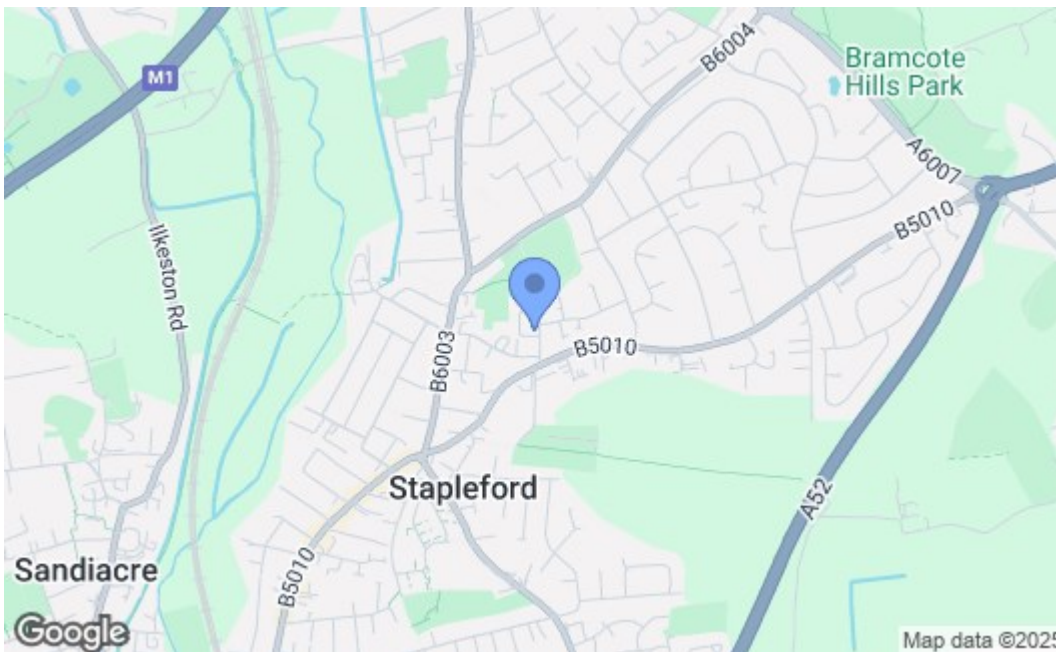 B6004
Bramcote
Hills Park
M1
A6007
B5010
Ilkeston Rd
B6003
B5010
Stapleford
A52
Sandiacre
B5010
Google
Map data ©2025